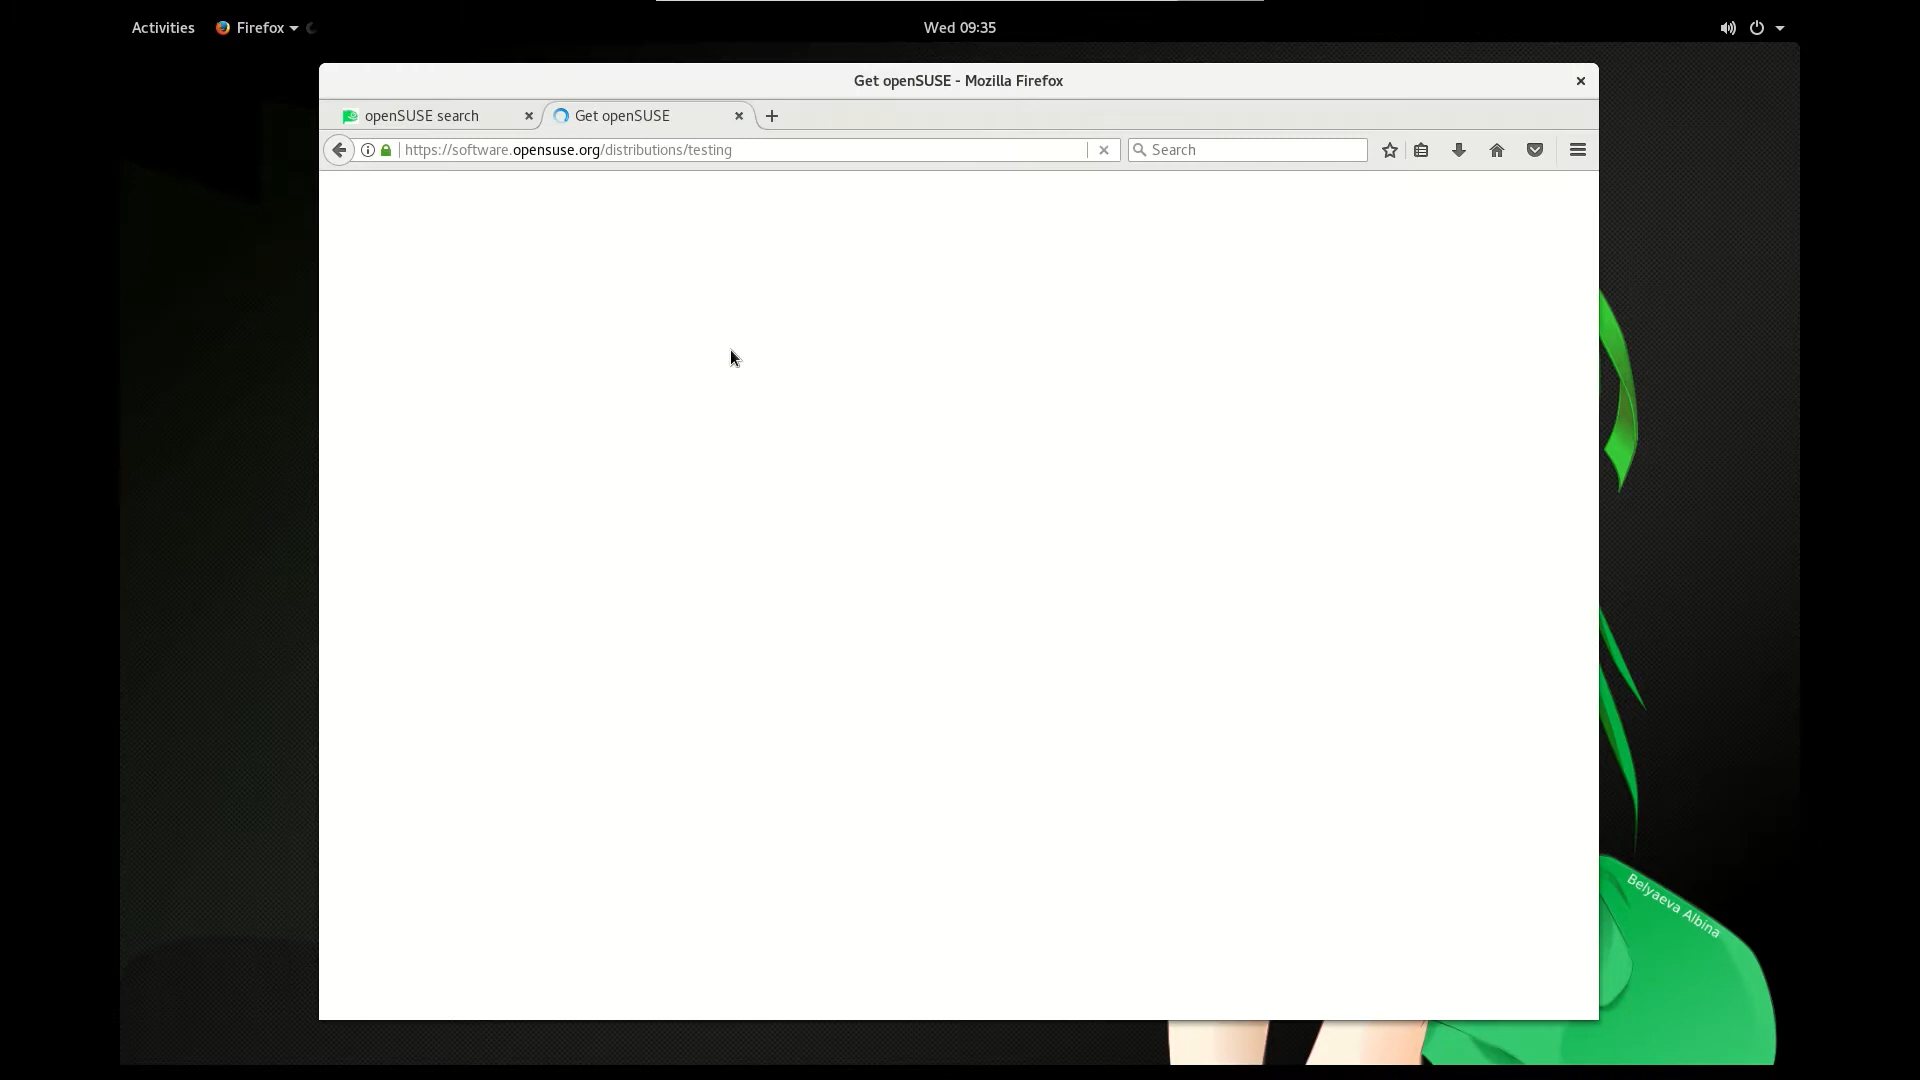 Activities Firefox Wed 09:35
Get openSUSE - Mozilla Firefox
openSUSE search Get openSUSE
https://software.opensuse.org/distributions/testing Search
Belyaeva Albina